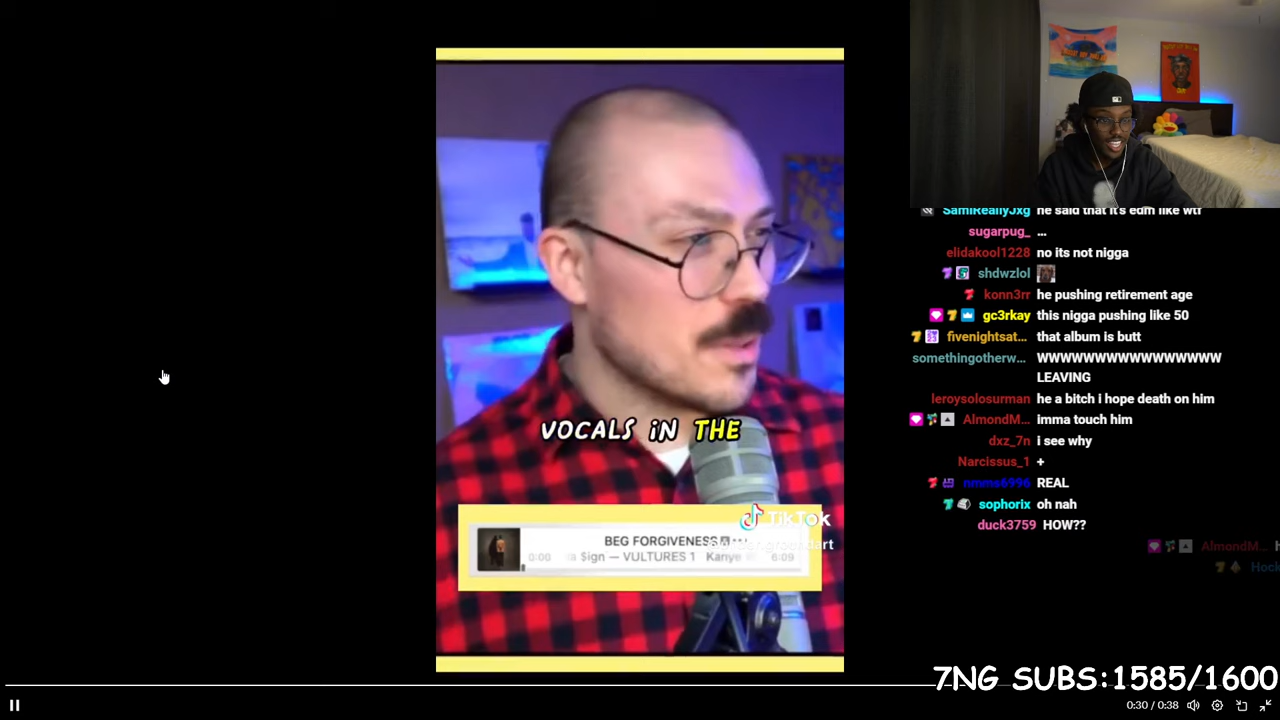 VOCALS IN THE
TikTok
BEG FORGIVENESS
0:00
$ign — VULTURES 1 Kanye
6:09
SamiReallyJxg he said that it's edm like wtf
sugarpug_ ...
elidakool1228 no its not nigga
shdwzlol
konn3rr he pushing retirement age
gc3rkay this nigga pushing like 50
fivenightsat... that album is butt
somethingotherw... WWWWWWWWWWWWWWWW
LEAVING
leroysolosurman he a bitch i hope death on him
AlmondM... imma touch him
dxz_7n i see why
Narcissus_1 +
nmms6996 REAL
sophorix oh nah
duck3759 HOW??
AlmondM...
Hock
7NG SUBS:1585/1600
0:30 / 0:38